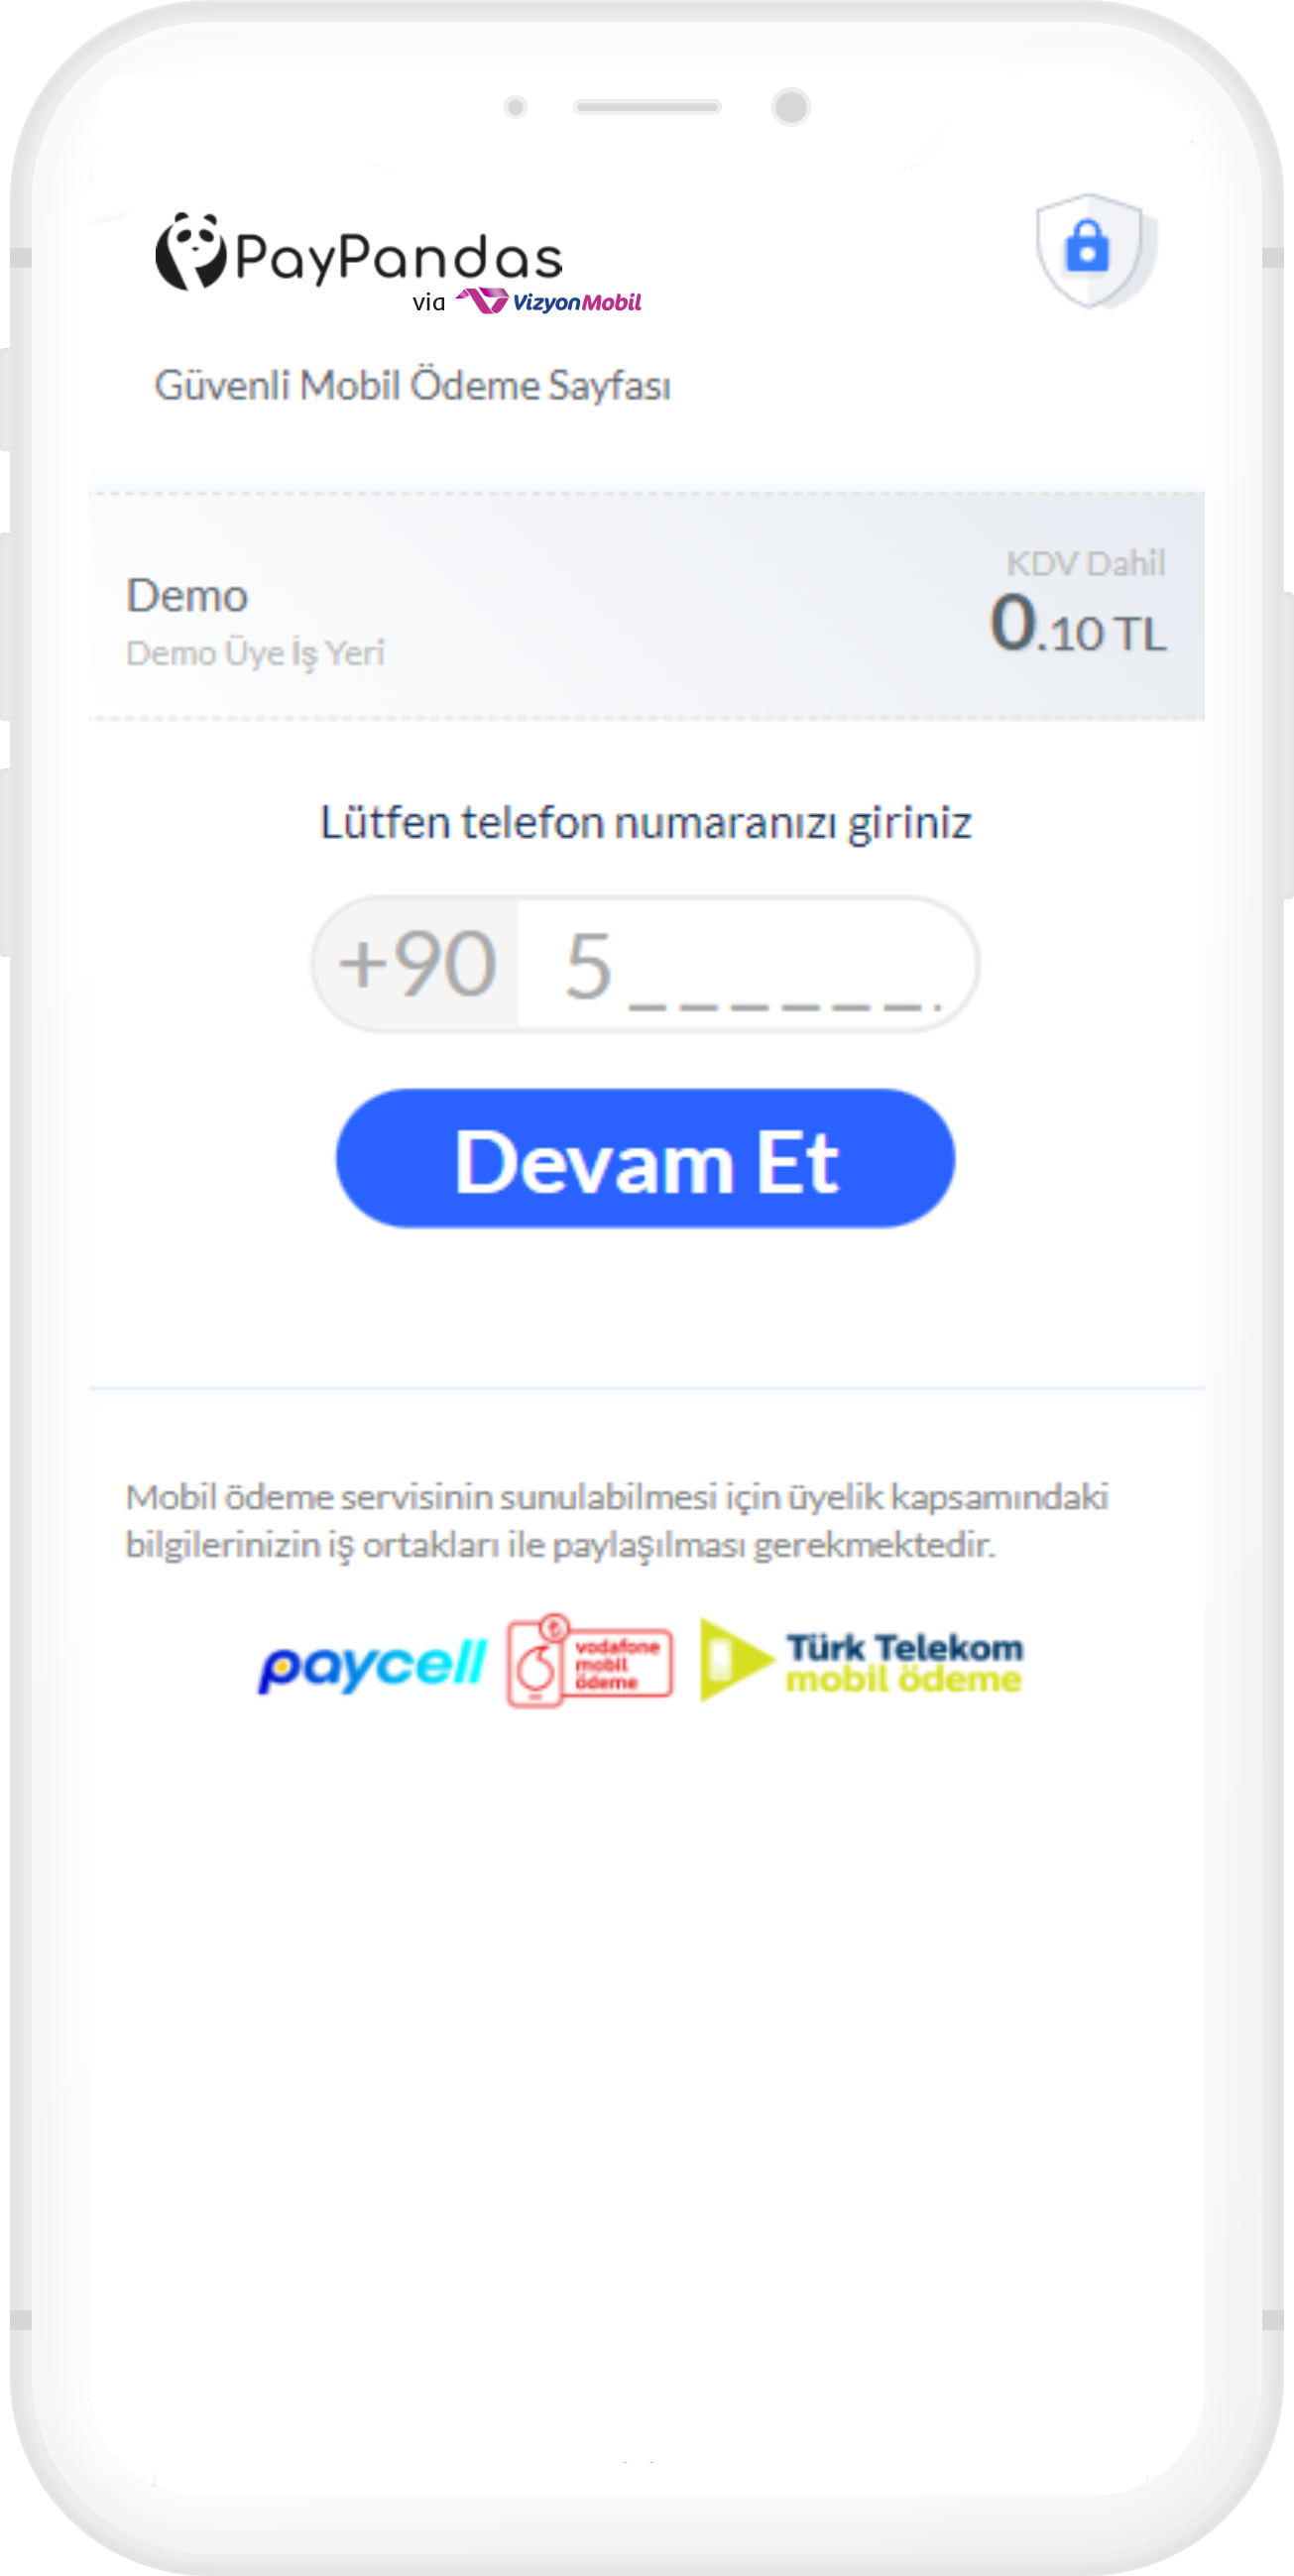 PayPandas
via VizyonMobil
Güvenli Mobil Ödeme Sayfası
KDV Dahil
Demo
0.10 TL
Demo Üye İş Yeri
Lütfen telefon numaranızı giriniz
+90 5 _ _ _ _ _ _ .
Devam Et
Mobil ödeme servisinin sunulabilmesi için üyelik kapsamındaki
bilgilerinizin iş ortakları ile paylaşılması gerekmektedir.
paycell
vodafone
mobil
ödeme
Türk Telekom
mobil ödeme